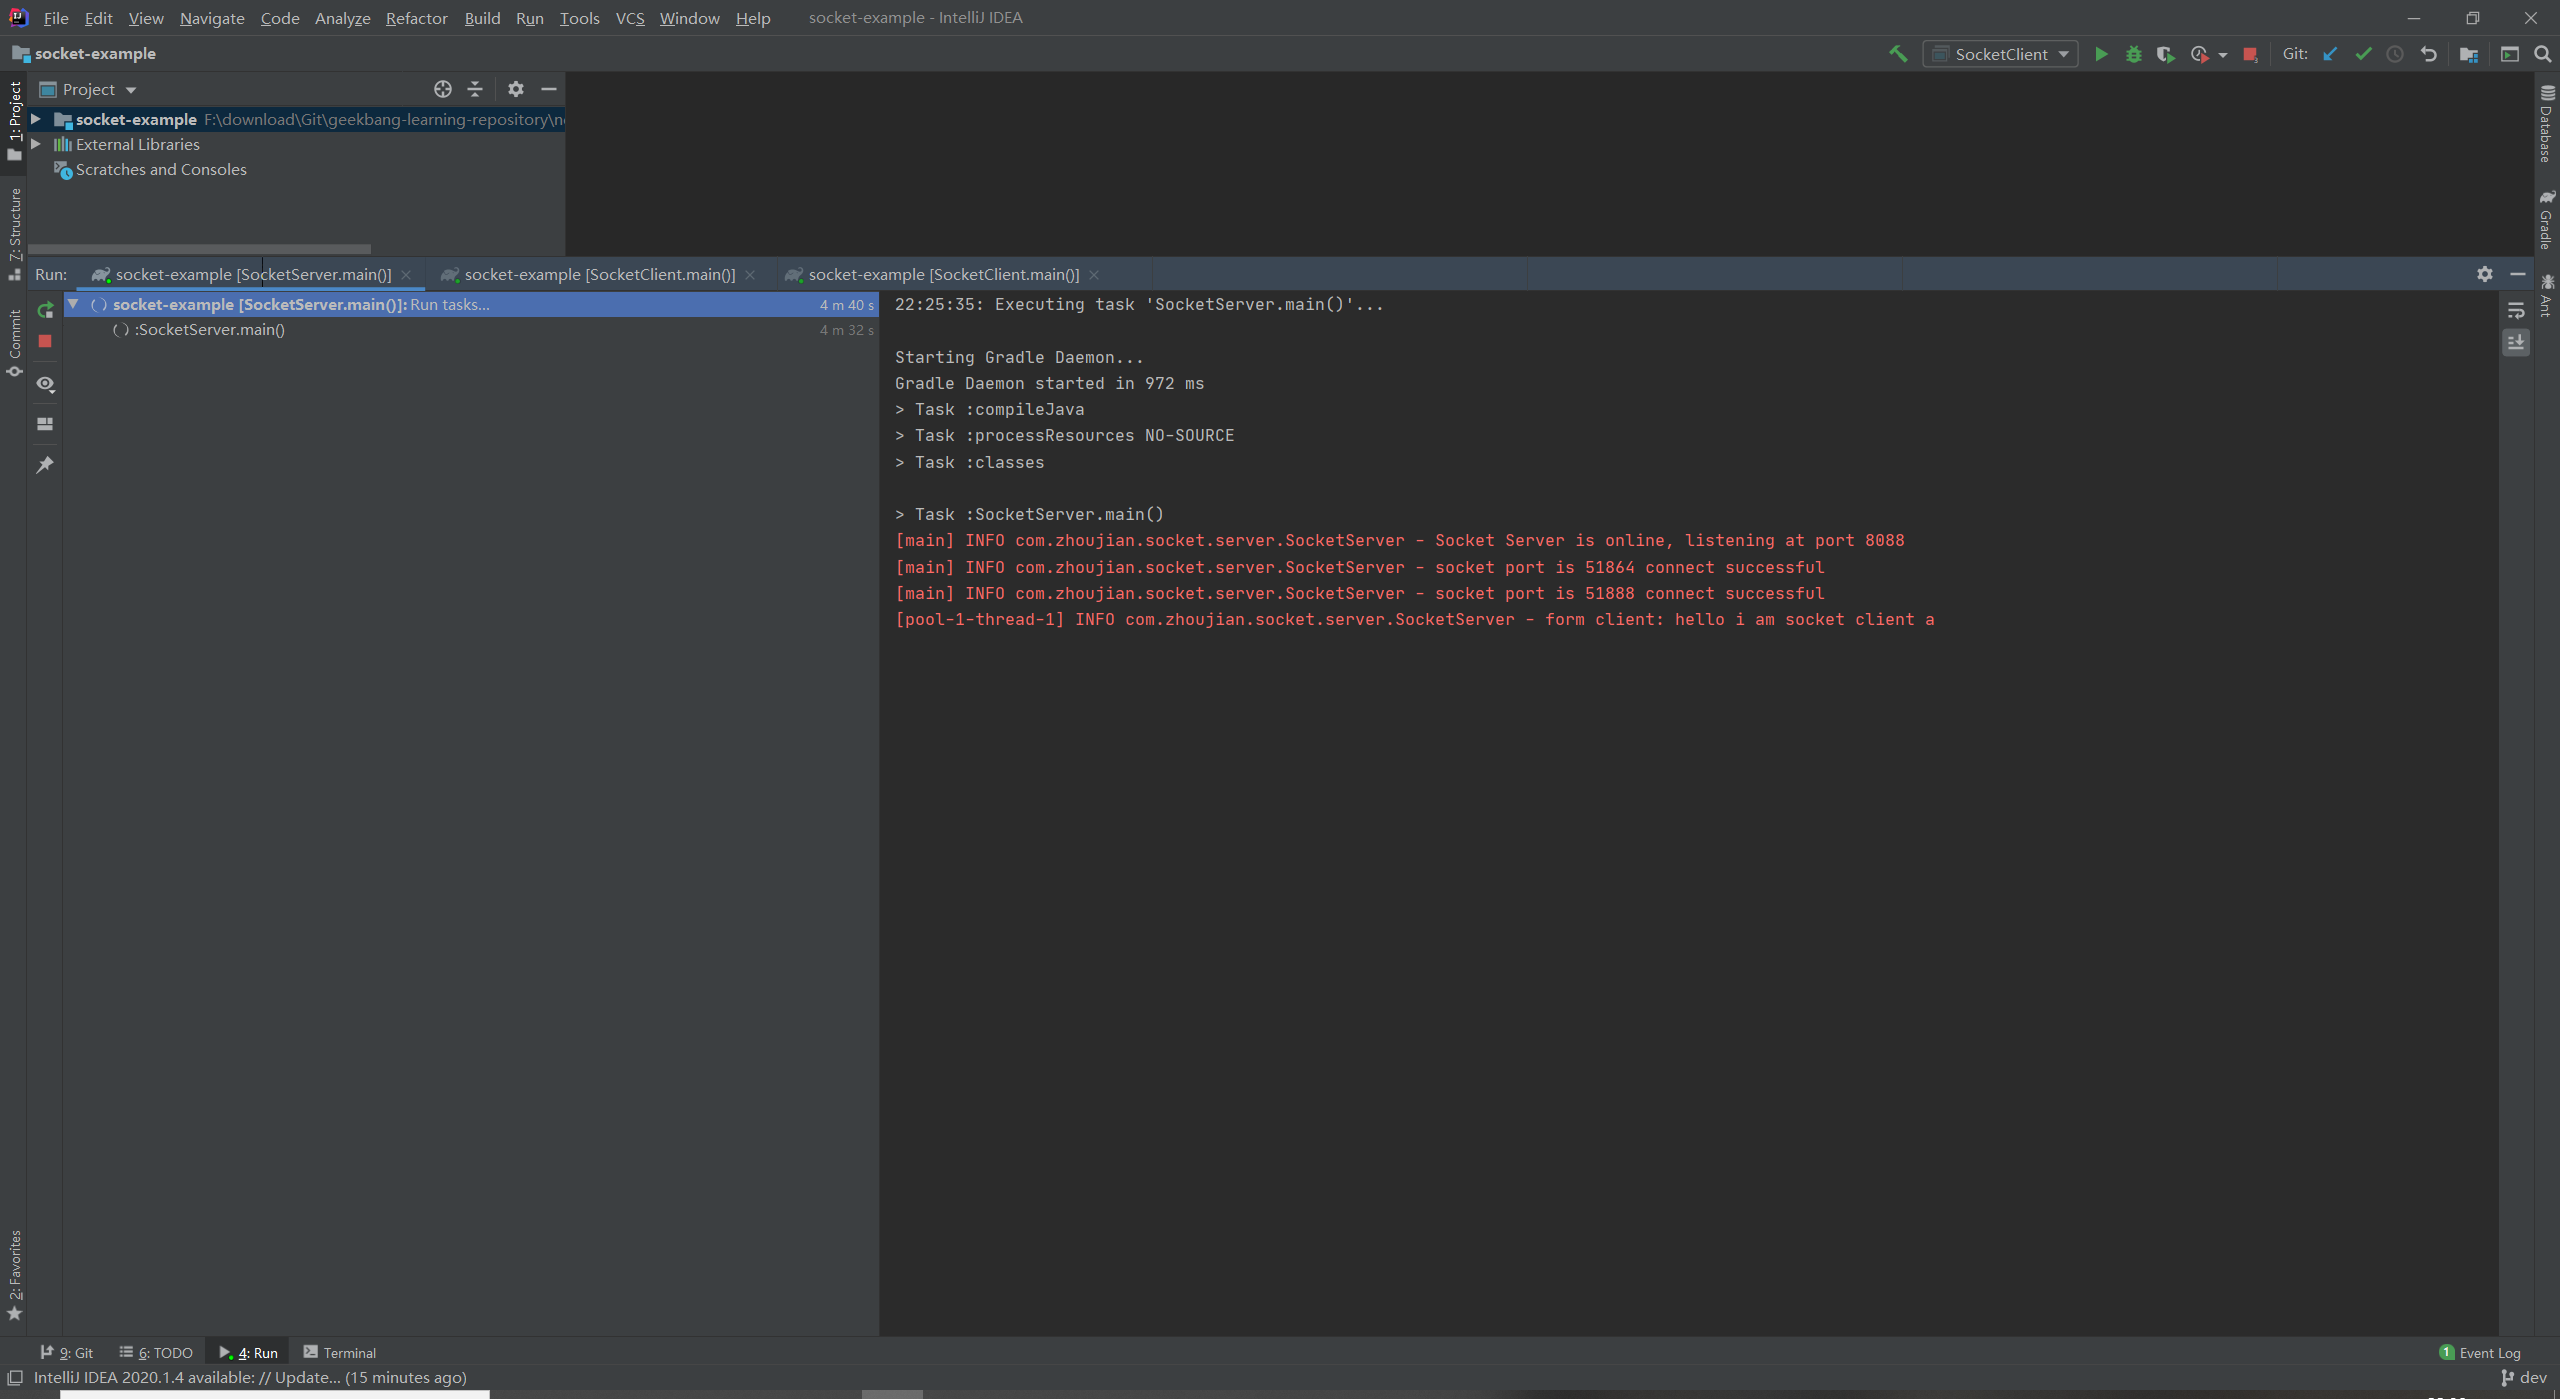 File Edit View Navigate Code Analyze Refactor Build Run Tools VCS Window Help socket-example - IntelliJ IDEA
socket-example
SocketClient
Git:
1: Project
Project
socket-example F:\download\Git\geekbang-learning-repository\n
External Libraries
Scratches and Consoles
7: Structure
Commit
2: Favorites
Database
Gradle
Ant
Run: socket-example [SocketServer.main()] socket-example [SocketClient.main()] socket-example [SocketClient.main()]
socket-example [SocketServer.main()]: Run tasks... 4 m 40 s
:SocketServer.main() 4 m 32 s
22:25:35: Executing task 'SocketServer.main()'...
Starting Gradle Daemon...
Gradle Daemon started in 972 ms
> Task :compileJava
> Task :processResources NO-SOURCE
> Task :classes
> Task :SocketServer.main()
[main] INFO com.zhoujian.socket.server.SocketServer - Socket Server is online, listening at port 8088
[main] INFO com.zhoujian.socket.server.SocketServer - socket port is 51864 connect successful
[main] INFO com.zhoujian.socket.server.SocketServer - socket port is 51888 connect successful
[pool-1-thread-1] INFO com.zhoujian.socket.server.SocketServer - form client: hello i am socket client a
9: Git 6: TODO 4: Run Terminal 1 Event Log
IntelliJ IDEA 2020.1.4 available: // Update... (15 minutes ago) dev